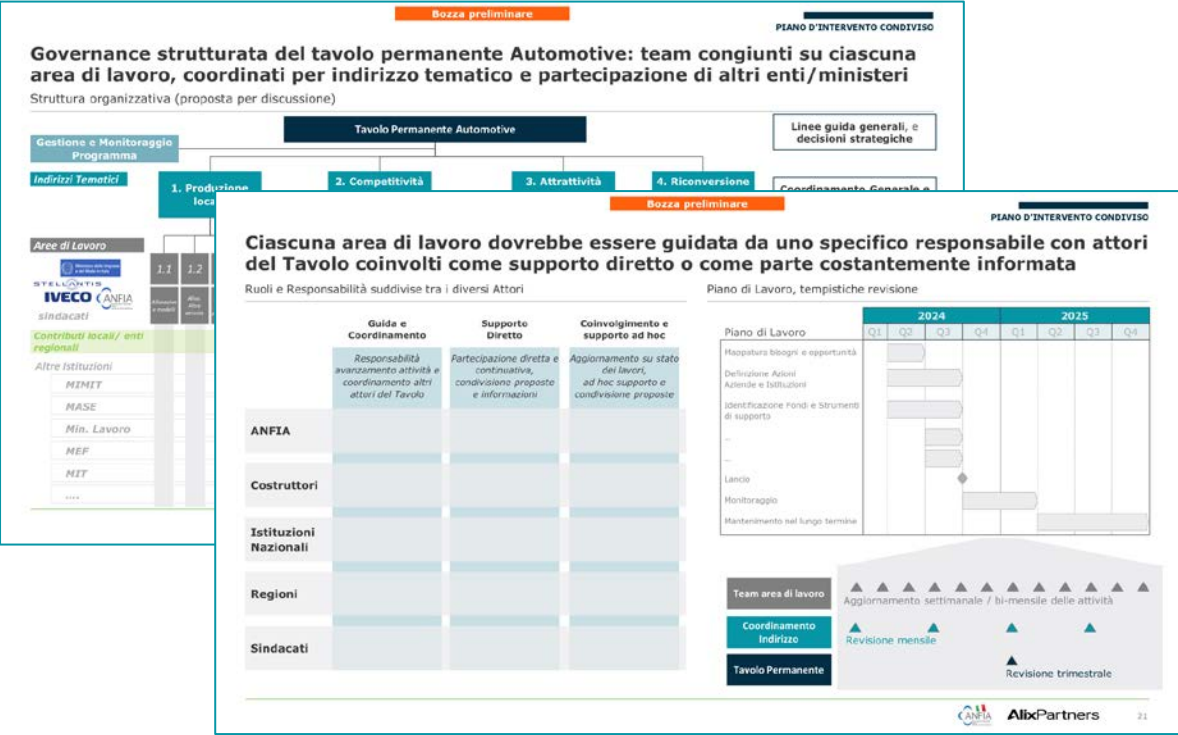 Bozza preliminare
PIANO D'INTERVENTO CONDIVISO
Governance strutturata del tavolo permanente Automotive: team congiunti su ciascuna
area di lavoro, coordinati per indirizzo tematico e partecipazione di altri enti/ministeri
Struttura organizzativa (proposta per discussione)
Tavolo Permanente Automotive
Linee guida generali, e
decisioni strategiche
Gestione e Monitoraggio
Programma
Indirizzi Tematici
1. Produzione
loca
2. Competitività
3. Attrattività
4. Riconversione
Coordinamento Generale e
Aree di Lavoro
1.1
1.2
STELLANTIS
IVECO
ANFIA
sindacati
Contributi locali/ enti
regionali
Altre Istituzioni
MIMIT
MASE
Min. Lavoro
MEF
MIT
....
Bozza preliminare
PIANO D'INTERVENTO CONDIVISO
Ciascuna area di lavoro dovrebbe essere guidata da uno specifico responsabile con attori
del Tavolo coinvolti come supporto diretto o come parte costantemente informata
Ruoli e Responsabilità suddivise tra i diversi Attori
Guida e
Coordinamento
Supporto
Diretto
Coinvolgimento e
supporto ad hoc
Responsabilità
avanzamento attività e
coordinamento altri
attori del Tavolo
Partecipazione diretta e
continuativa,
condivisione proposte
e informazioni
Aggiornamento su stato
dei lavori,
ad hoc supporto e
condivisione proposte
ANFIA
Costruttori
Istituzioni
Nazionali
Regioni
Sindacati
Piano di Lavoro, tempistiche revisione
2024
2025
Piano di Lavoro
Q1 Q2 Q3 Q4 Q1 Q2 Q3 Q4
Mappatura bisogni e opportunità
Definizione Azioni
Aziende e Istituzioni
Identificazione Fondi e Strumenti
di supporto
...
...
Lancio
Monitoraggio
Mantenimento nel lungo termine
Team area di lavoro
Aggiornamento settimanale / bi-mensile delle attività
Coordinamento
Indirizzo
Revisione mensile
Tavolo Permanente
Revisione trimestrale
ANFIA
AlixPartners
21